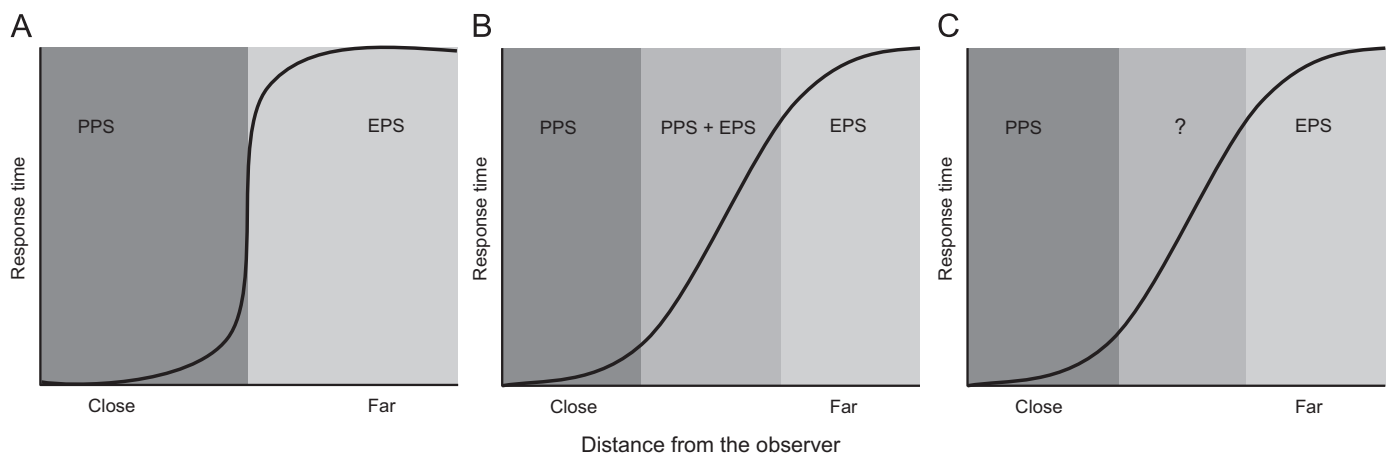 A
PPS
EPS
Response time
Close
Far
B
PPS
PPS + EPS
EPS
Response time
Close
Far
Distance from the observer
C
PPS
?
EPS
Response time
Close
Far